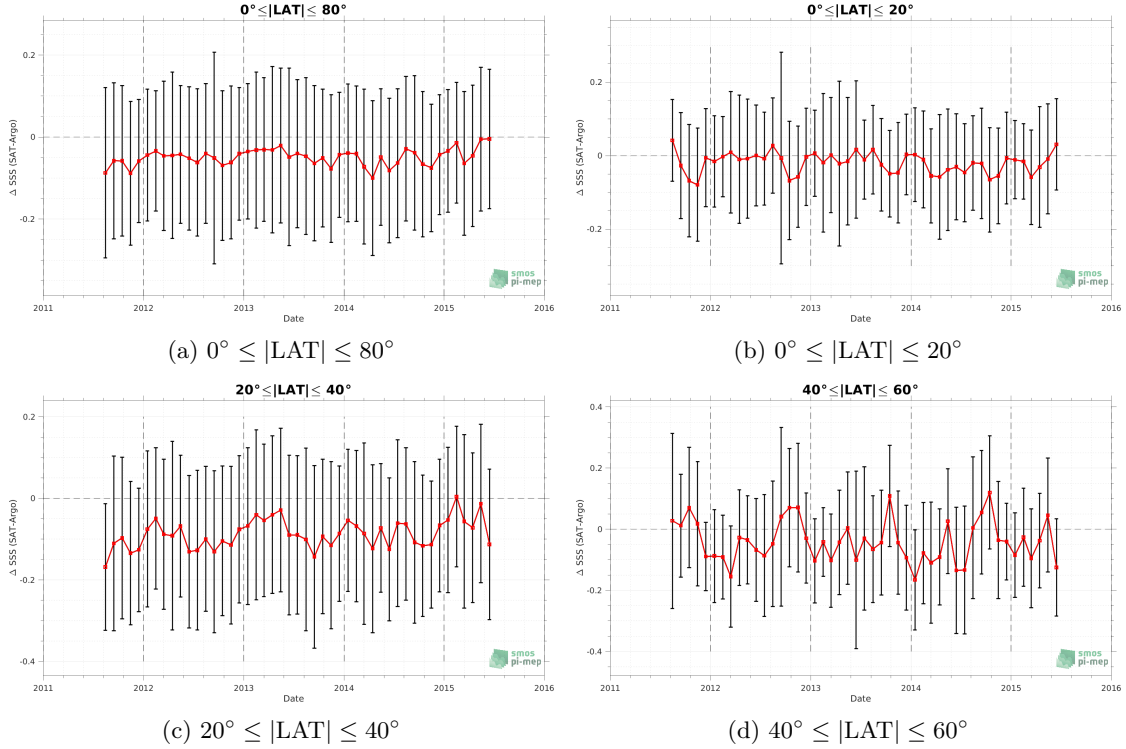 0°≤|LAT|≤ 80°
Δ SSS (SAT-Argo)
0.2
0
-0.2
2011 2012 2013 2014 2015 2016
Date
smos
pi-mep
(a) 0° ≤ |LAT| ≤ 80°
0°≤|LAT|≤ 20°
Δ SSS (SAT-Argo)
0.2
0
-0.2
2011 2012 2013 2014 2015 2016
Date
smos
pi-mep
(b) 0° ≤ |LAT| ≤ 20°
20°≤|LAT|≤ 40°
Δ SSS (SAT-Argo)
0.2
0
-0.2
-0.4
2011 2012 2013 2014 2015 2016
Date
smos
pi-mep
(c) 20° ≤ |LAT| ≤ 40°
40°≤|LAT|≤ 60°
Δ SSS (SAT-Argo)
0.4
0.2
0
-0.2
-0.4
2011 2012 2013 2014 2015 2016
Date
smos
pi-mep
(d) 40° ≤ |LAT| ≤ 60°